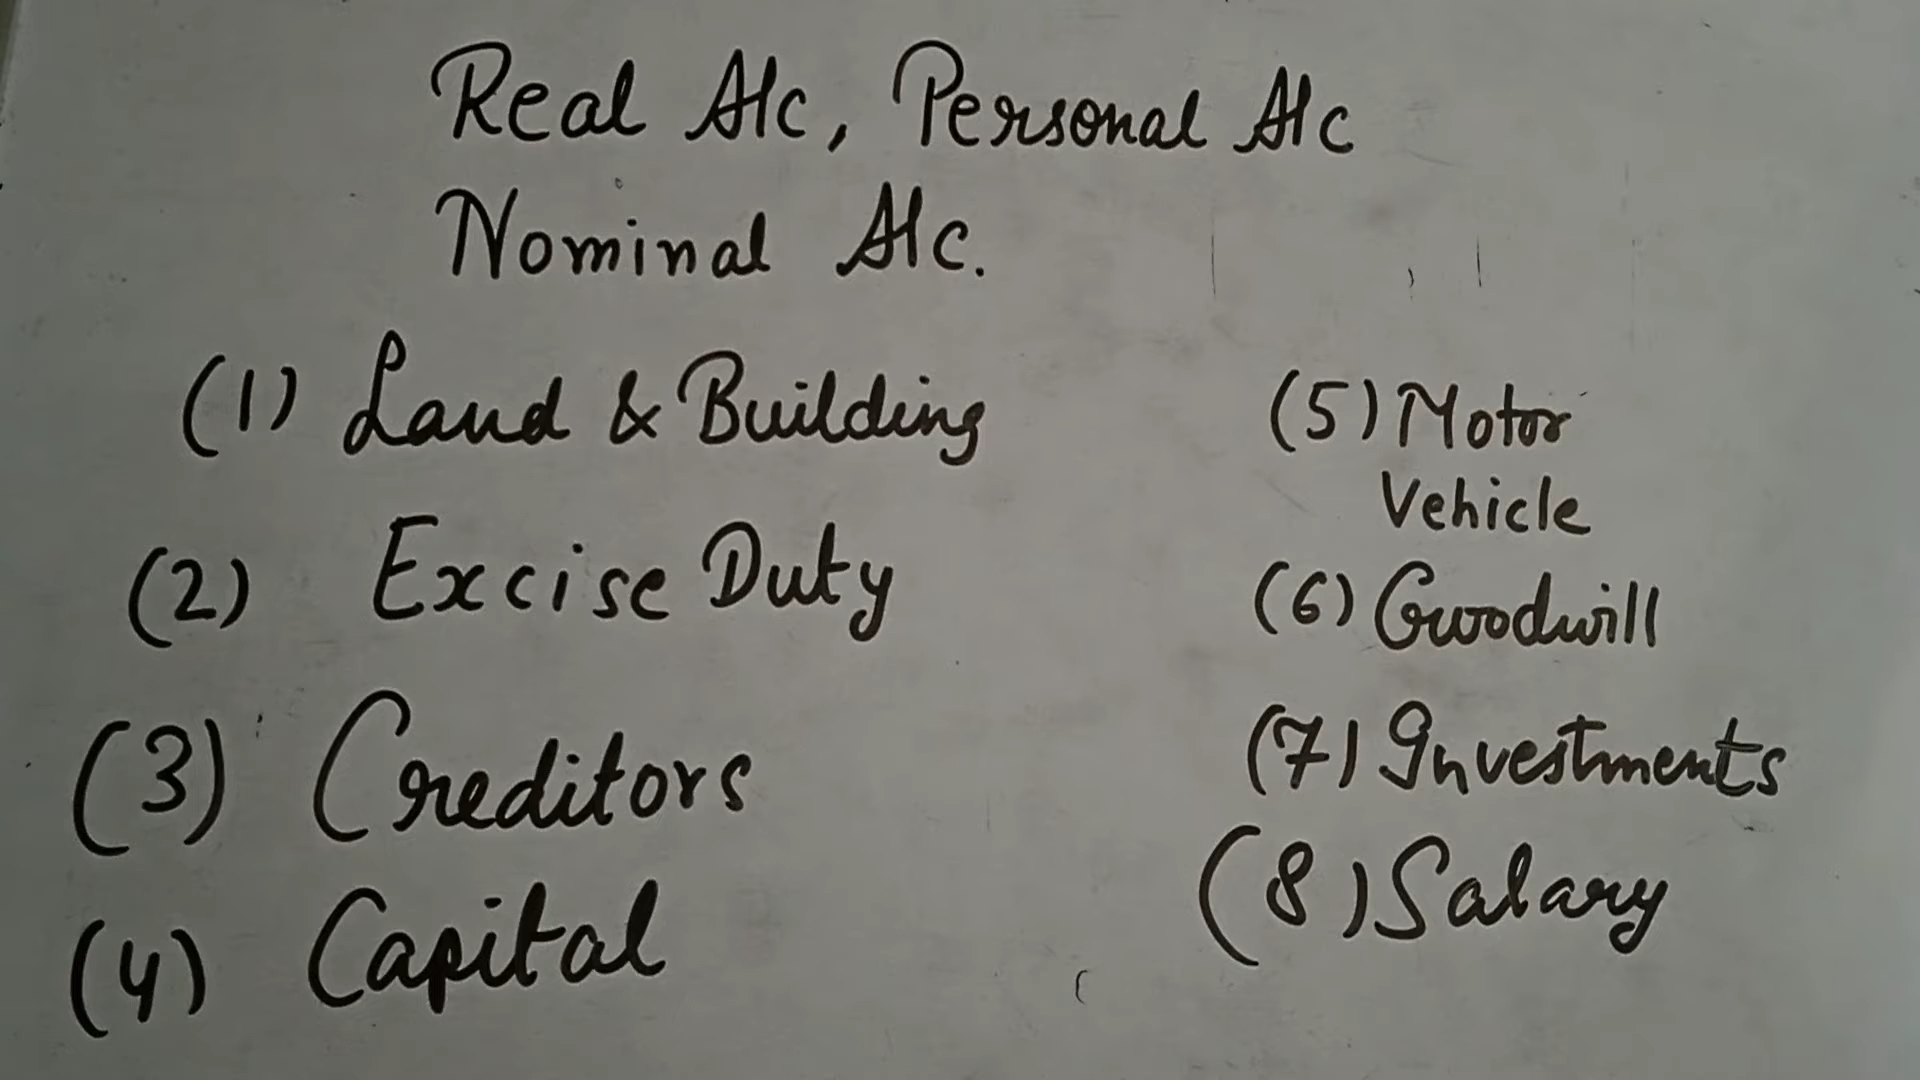 Real A/c, Personal A/c
Nominal A/c.
(1) Land & Building
(2) Excise Duty
(3) Creditors
(4) Capital
(5) Motor
Vehicle
(6) Goodwill
(7) Investments
(8) Salary